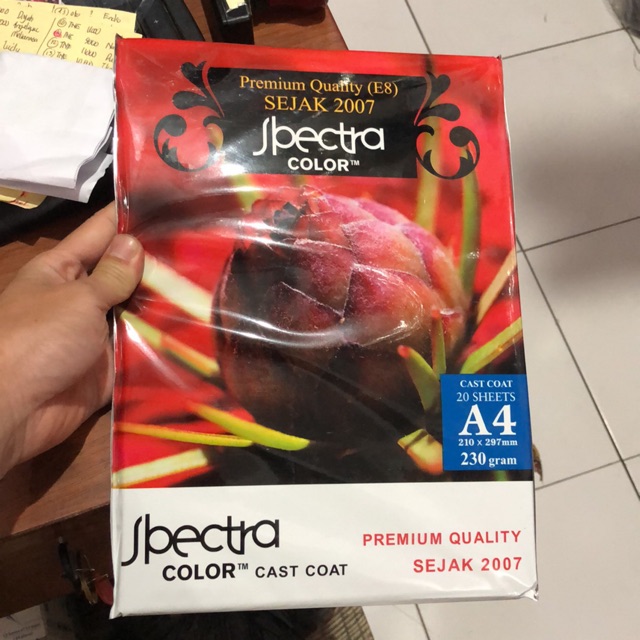 Premium Quality (E8)
SEJAK 2007
Spectra
COLOR™
CAST COAT
20 SHEETS
A4
210 x 297mm
230 gram
Spectra
COLOR™ CAST COAT
PREMIUM QUALITY
SEJAK 2007